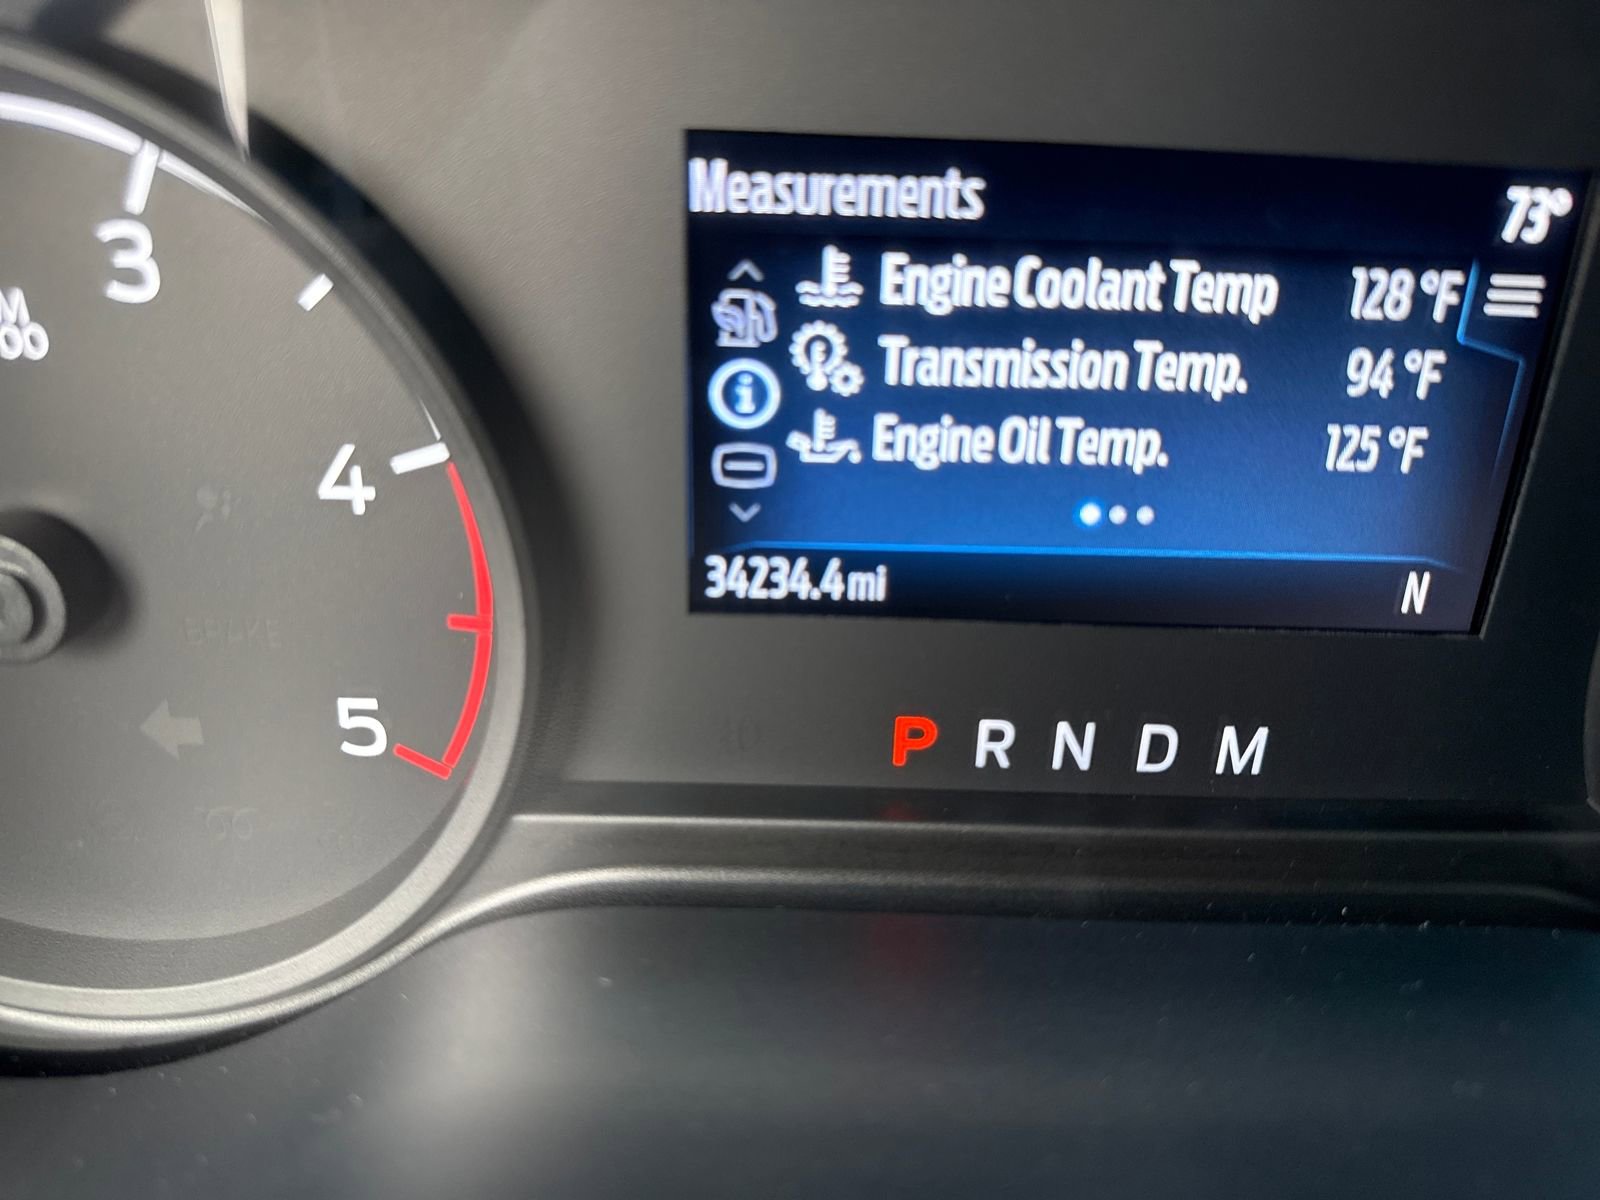 Measurements
73°
Engine Coolant Temp 128 °F
Transmission Temp. 94 °F
Engine Oil Temp. 125 °F
34234.4 mi N
P R N D M
3
4
5
BRAKE